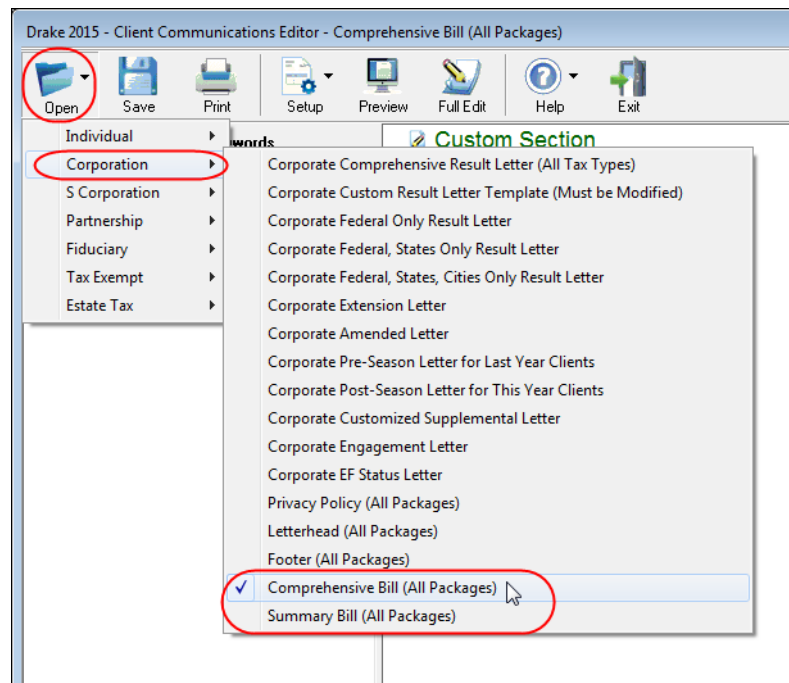 Drake 2015 - Client Communications Editor - Comprehensive Bill (All Packages)
Open Save Print Setup Preview Full Edit Help Exit
Individual
Corporation
S Corporation
Partnership
Fiduciary
Tax Exempt
Estate Tax
words
Custom Section
Corporate Comprehensive Result Letter (All Tax Types)
Corporate Custom Result Letter Template (Must be Modified)
Corporate Federal Only Result Letter
Corporate Federal, States Only Result Letter
Corporate Federal, States, Cities Only Result Letter
Corporate Extension Letter
Corporate Amended Letter
Corporate Pre-Season Letter for Last Year Clients
Corporate Post-Season Letter for This Year Clients
Corporate Customized Supplemental Letter
Corporate Engagement Letter
Corporate EF Status Letter
Privacy Policy (All Packages)
Letterhead (All Packages)
Footer (All Packages)
Comprehensive Bill (All Packages)
Summary Bill (All Packages)